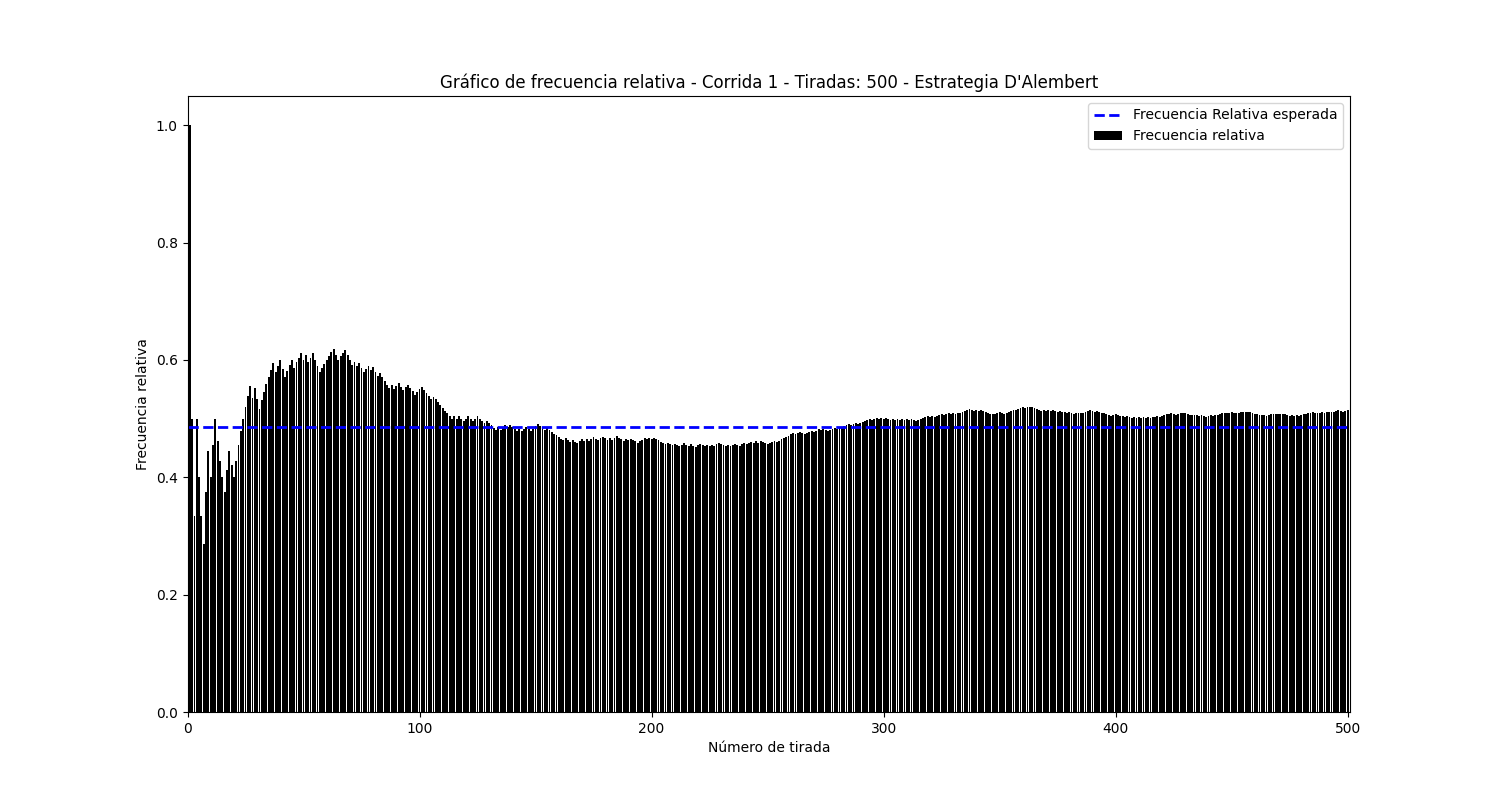 Gráfico de frecuencia relativa - Corrida 1 - Tiradas: 500 - Estrategia D'Alembert
Frecuencia Relativa esperada
Frecuencia relativa
Frecuencia relativa
1.0
0.8
0.6
0.4
0.2
0.0
0 100 200 300 400 500
Número de tirada